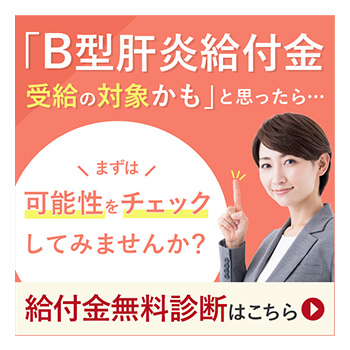 「B型肝炎給付金
受給の対象かも」と思ったら…
まずは
可能性をチェック
してみませんか?
給付金無料診断はこちら